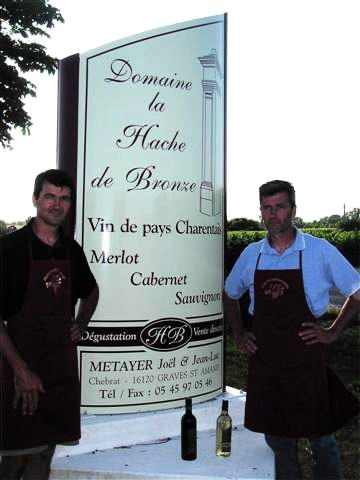 Domaine
la
Hache
de Bronze
Vin de pays Charentais
Merlot
Cabernet
Sauvignon
Dégustation HB Vente directe
METAYER Joël & Jean-Luc
Chebrat - 16120 GRAVES ST AMANT
Tél / Fax : 05 45 97 05 46